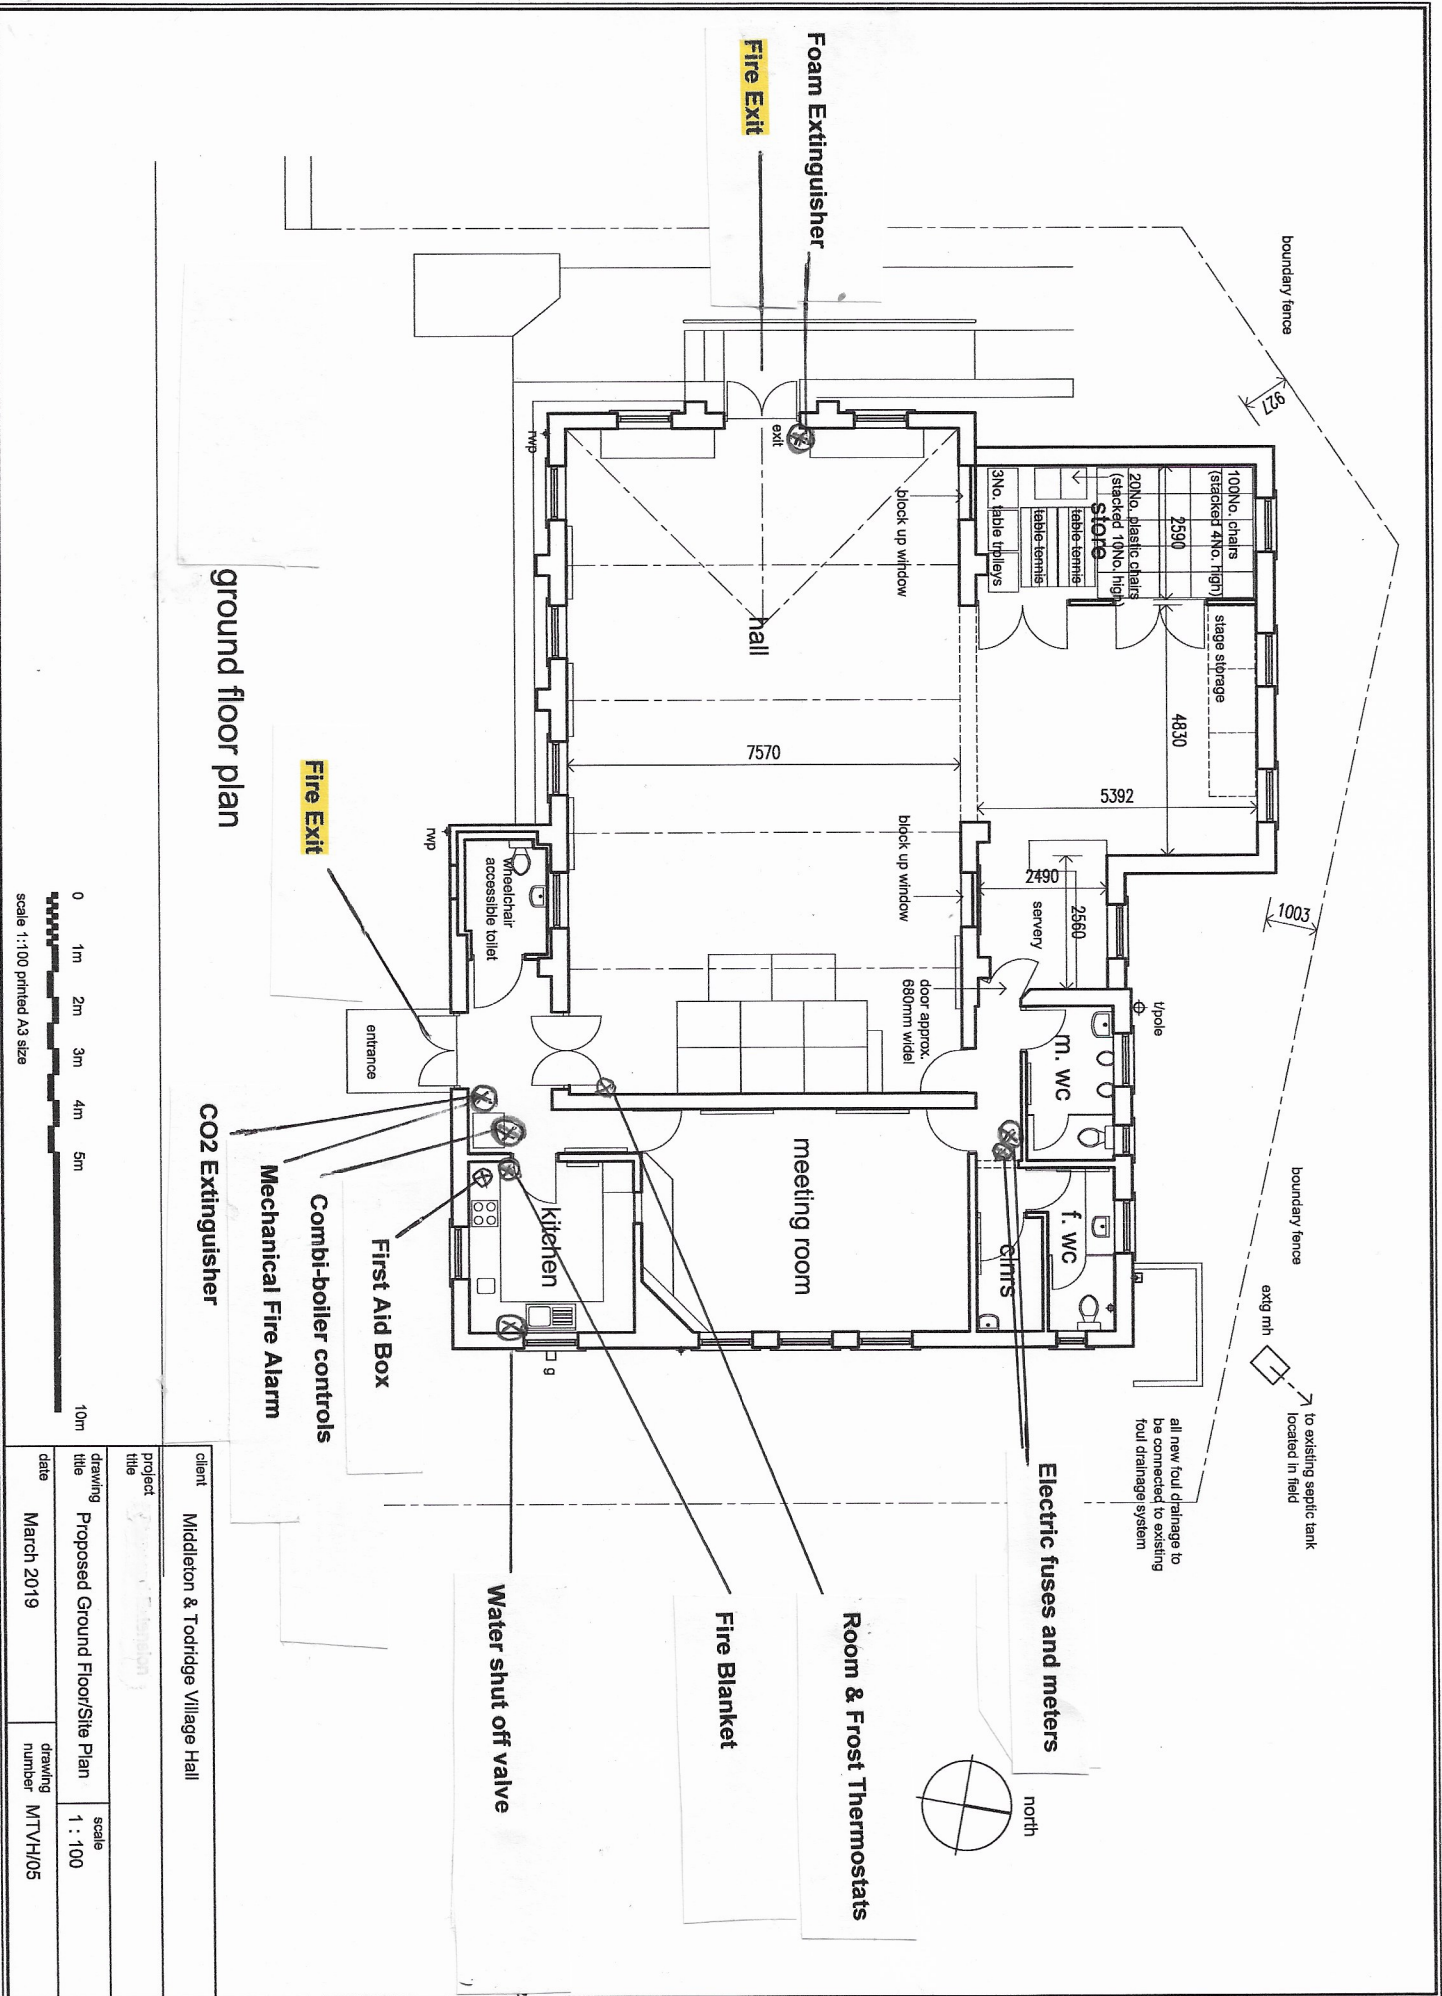 boundary fence
927
1003
boundary fence
extg mh
to existing septic tank
located in field
all new foul drainage to
be connected to existing
foul drainage system
100No. chairs
(stacked 4No. high)
2590
20No. plastic chairs
(stacked 10No. high)
store
table tennis
table tennis
3No. table trolleys
stage storage
4830
5392
2490
2560
servery
t/pole
m. wc
f. wc
clnrs
Electric fuses and meters
north
block up window
block up window
door approx.
680mm wide!
Foam Extinguisher
Fire Exit
exit
hall
7570
meeting room
Room & Frost Thermostats
Fire Blanket
rwp
rwp
wheelchair
accessible toilet
kitchen
g
Water shut off valve
entrance
Fire Exit
First Aid Box
Combi-boiler controls
Mechanical Fire Alarm
CO2 Extinguisher
ground floor plan
0 1m 2m 3m 4m 5m 10m
scale 1:100 printed A3 size
client Middleton & Todridge Village Hall
project
title
drawing
title Proposed Ground Floor/Site Plan
scale
1 : 100
date March 2019
drawing
number MTVH/05